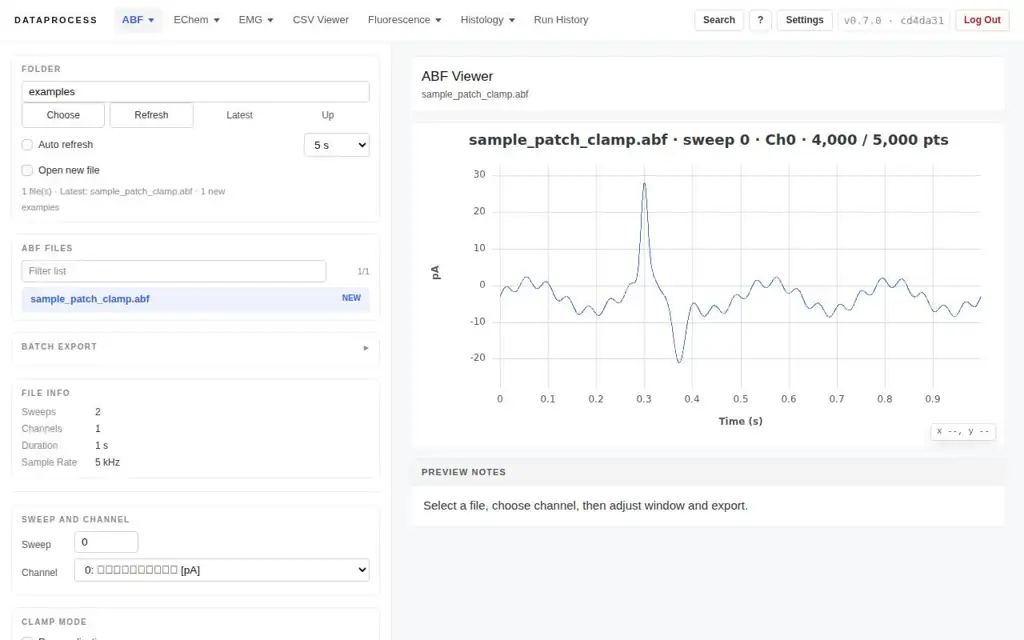 DATAPROCESS ABF EChem EMG CSV Viewer Fluorescence Histology Run History Search ? Settings v0.7.0 · cd4da31 Log Out
FOLDER
examples
Choose Refresh Latest Up
Auto refresh 5 s
Open new file
1 file(s) · Latest: sample_patch_clamp.abf · 1 new
examples
ABF FILES
Filter list 1/1
sample_patch_clamp.abf NEW
BATCH EXPORT
FILE INFO
Sweeps 2
Channels 1
Duration 1 s
Sample Rate 5 kHz
SWEEP AND CHANNEL
Sweep 0
Channel 0: [pA]
CLAMP MODE
ABF Viewer
sample_patch_clamp.abf
sample_patch_clamp.abf · sweep 0 · Ch0 · 4,000 / 5,000 pts
30
20
10
0
-10
-20
pA
0 0.1 0.2 0.3 0.4 0.5 0.6 0.7 0.8 0.9
Time (s)
x --, y --
PREVIEW NOTES
Select a file, choose channel, then adjust window and export.